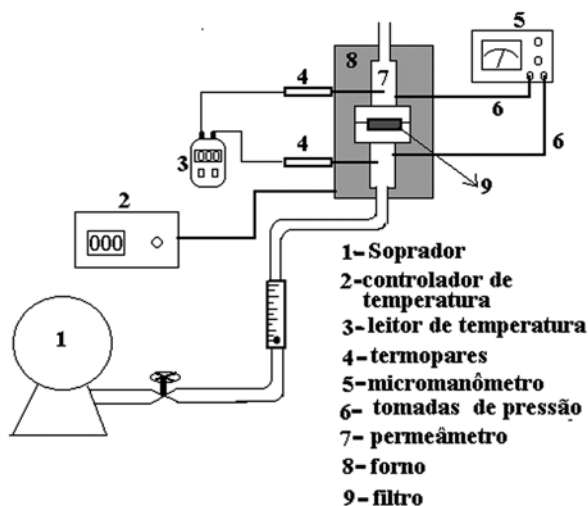 5
8
7
4
6
000
3
4
6
2
9
000
1
1- Soprador
2- controlador de
temperatura
3- leitor de temperatura
4- termopares
5- micromanômetro
6- tomadas de pressão
7- permeâmetro
8- forno
9- filtro